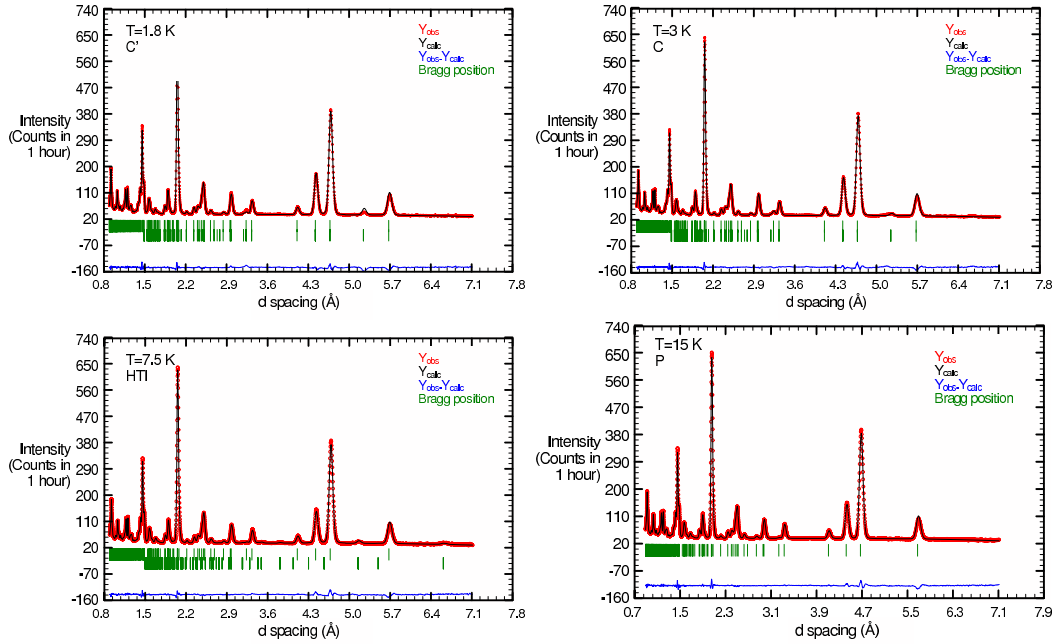 740
650
560
470
380
290
200
110
20
-70
-160
Intensity
(Counts in
1 hour)
T=1.8 K
C'
Yobs
Ycalc
Yobs-Ycalc
Bragg position
0.8 1.5 2.2 2.9 3.6 4.3 5.0 5.7 6.4 7.1 7.8
d spacing (Å)
740
650
560
470
380
290
200
110
20
-70
-160
Intensity
(Counts in
1 hour)
T=3 K
C
Yobs
Ycalc
Yobs-Ycalc
Bragg position
0.8 1.5 2.2 2.9 3.6 4.3 5.0 5.7 6.4 7.1 7.8
d spacing (Å)
740
650
560
470
380
290
200
110
20
-70
-160
Intensity
(Counts in
1 hour)
T=7.5 K
HTI
Yobs
Ycalc
Yobs-Ycalc
Bragg position
0.8 1.5 2.2 2.9 3.6 4.3 5.0 5.7 6.4 7.1 7.8
d spacing (Å)
740
650
560
470
380
290
200
110
20
-70
-160
Intensity
(Counts in
1 hour)
T=15 K
P
Yobs
Ycalc
Yobs-Ycalc
Bragg position
0.7 1.5 2.3 3.1 3.9 4.7 5.5 6.3 7.1 7.9
d spacing (Å)